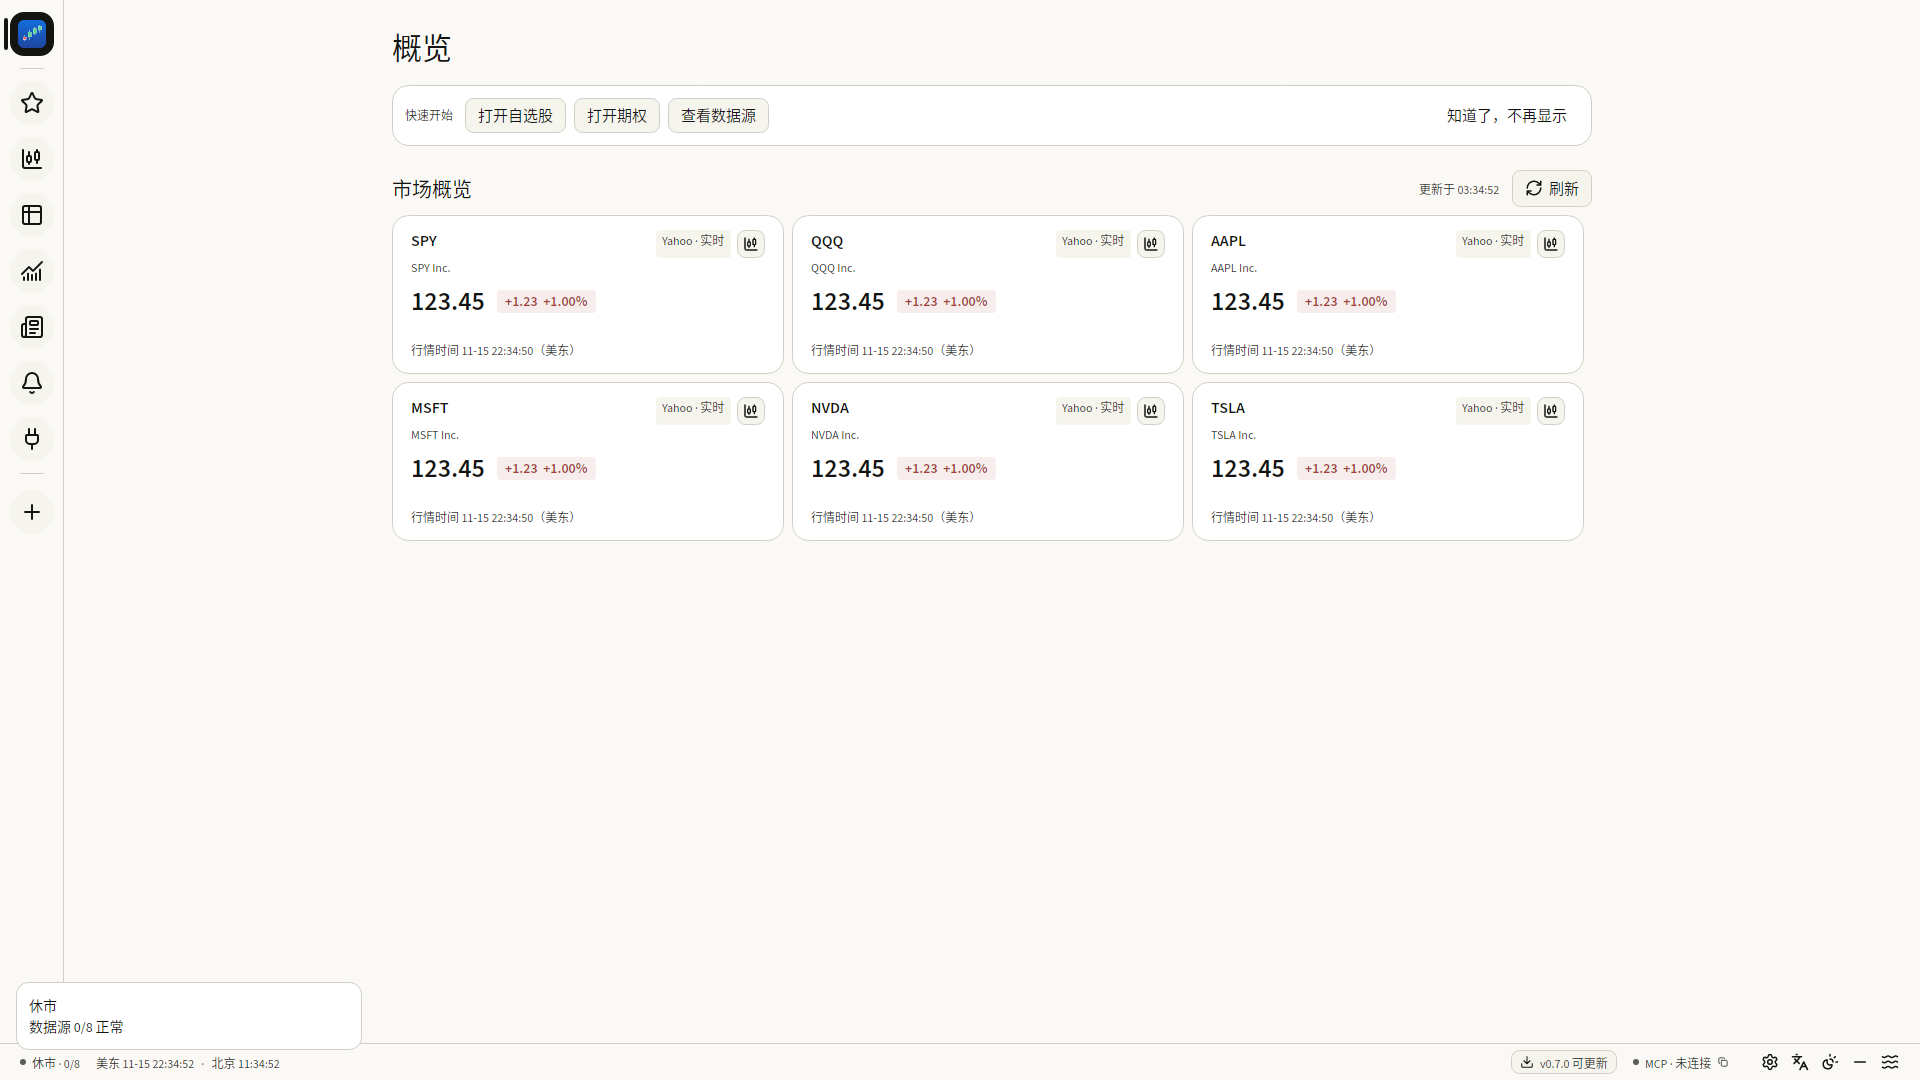 概览
快速开始 打开自选股 打开期权 查看数据源 知道了，不再显示
市场概览 更新于 03:34:52 刷新
SPY Yahoo · 实时
SPY Inc.
123.45 +1.23 +1.00%
行情时间 11-15 22:34:50（美东）
QQQ Yahoo · 实时
QQQ Inc.
123.45 +1.23 +1.00%
行情时间 11-15 22:34:50（美东）
AAPL Yahoo · 实时
AAPL Inc.
123.45 +1.23 +1.00%
行情时间 11-15 22:34:50（美东）
MSFT Yahoo · 实时
MSFT Inc.
123.45 +1.23 +1.00%
行情时间 11-15 22:34:50（美东）
NVDA Yahoo · 实时
NVDA Inc.
123.45 +1.23 +1.00%
行情时间 11-15 22:34:50（美东）
TSLA Yahoo · 实时
TSLA Inc.
123.45 +1.23 +1.00%
行情时间 11-15 22:34:50（美东）
休市
数据源 0/8 正常
休市 · 0/8 美东 11-15 22:34:52 · 北京 11:34:52 v0.7.0 可更新 MCP · 未连接